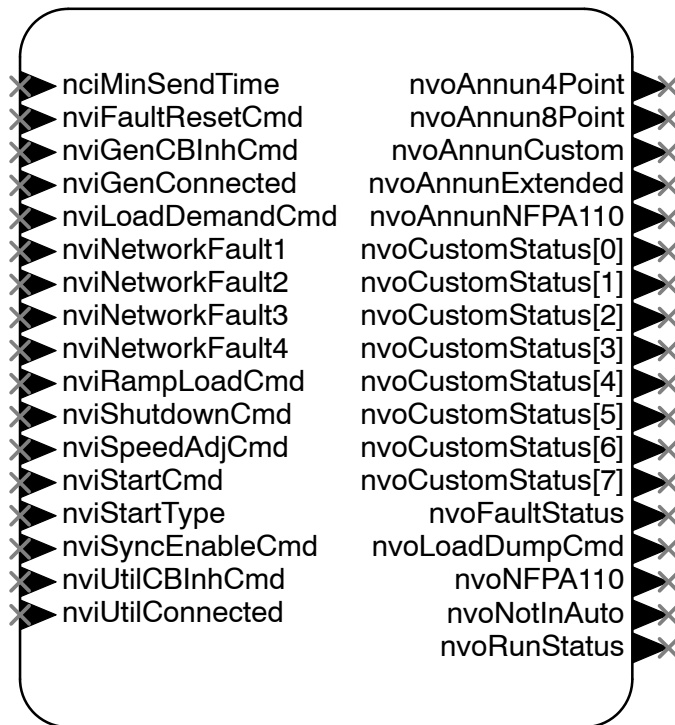 nciMinSendTime nvoAnnun4Point
nviFaultResetCmd nvoAnnun8Point
nviGenCBInhCmd nvoAnnunCustom
nviGenConnected nvoAnnunExtended
nviLoadDemandCmd nvoAnnunNFPA110
nviNetworkFault1 nvoCustomStatus[0]
nviNetworkFault2 nvoCustomStatus[1]
nviNetworkFault3 nvoCustomStatus[2]
nviNetworkFault4 nvoCustomStatus[3]
nviRampLoadCmd nvoCustomStatus[4]
nviShutdownCmd nvoCustomStatus[5]
nviSpeedAdjCmd nvoCustomStatus[6]
nviStartCmd nvoCustomStatus[7]
nviStartType nvoFaultStatus
nviSyncEnableCmd nvoLoadDumpCmd
nviUtilCBInhCmd nvoNFPA110
nviUtilConnected nvoNotInAuto
nvoRunStatus